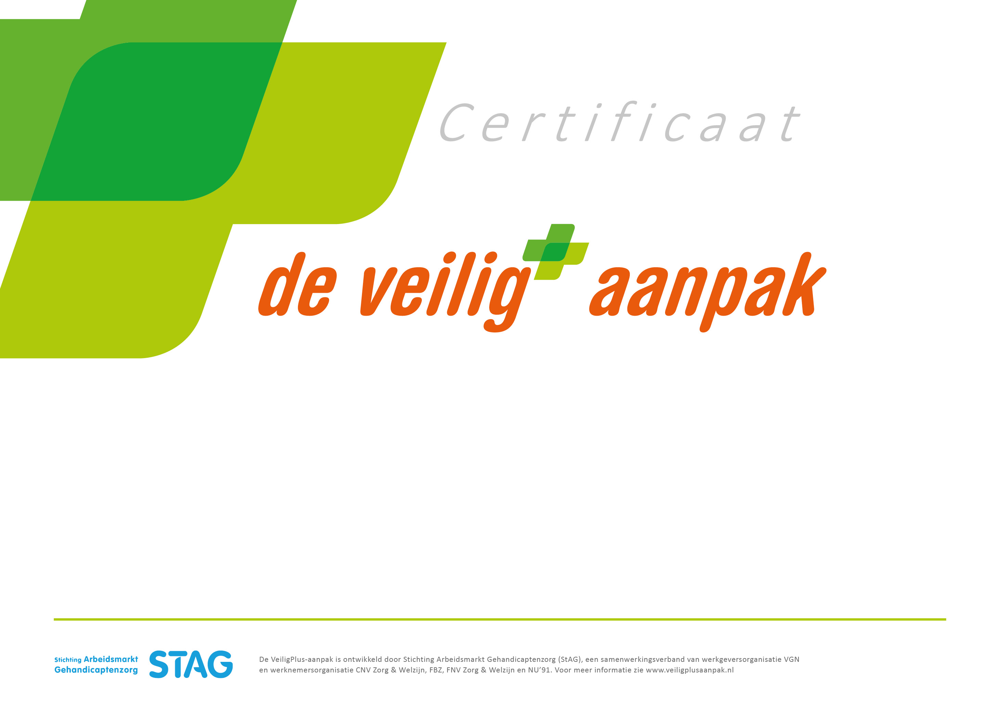 Certificaat
de veilig+ aanpak
Stichting Arbeidsmarkt
Gehandicaptenzorg
STAG
De VeiligPlus-aanpak is ontwikkeld door Stichting Arbeidsmarkt Gehandicaptenzorg (StAG), een samenwerkingsverband van werkgeversorganisatie VGN
en werknemersorganisatie CNV Zorg & Welzijn, FBZ, FNV Zorg & Welzijn en NU’91. Voor meer informatie zie www.veiligplusaanpak.nl